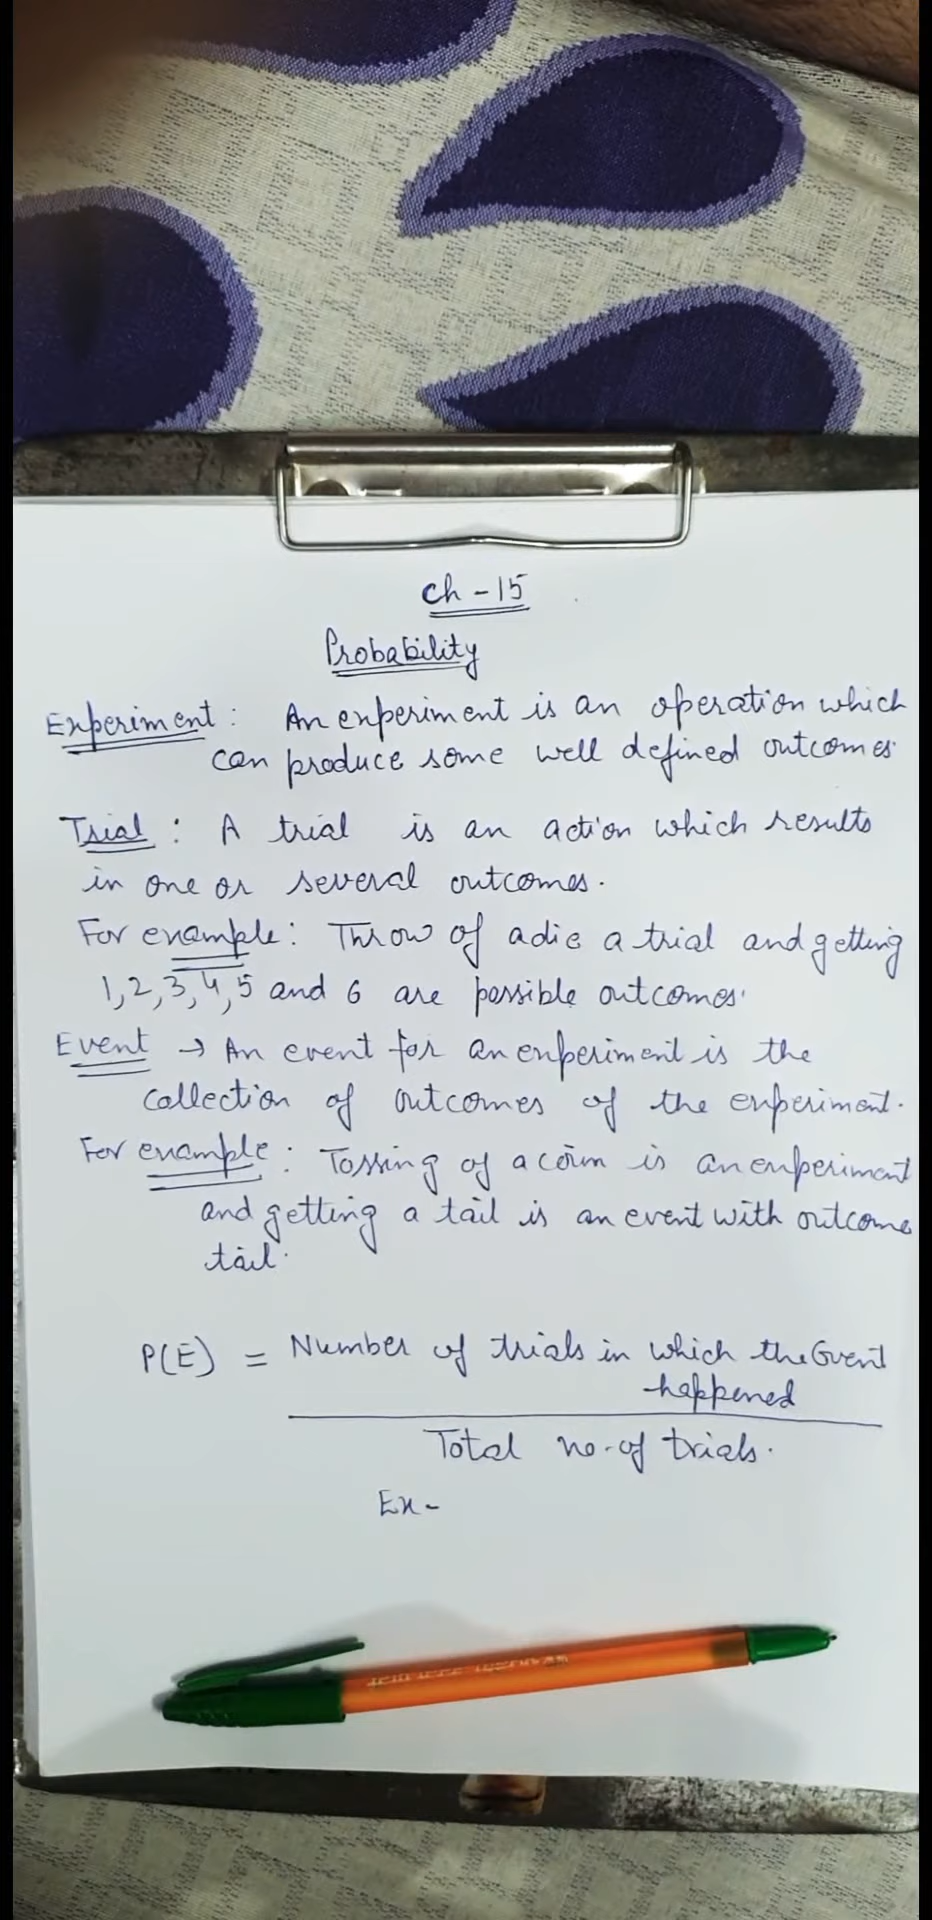 Ch - 15
Probability
Experiment : An experiment is an operation which
can produce some well defined outcomes.
Trial : A trial is an action which results
in one or several outcomes.
For example : Throw of a die a trial and getting
1, 2, 3, 4, 5 and 6 are possible outcomes.
Event → An event for an experiment is the
collection of outcomes of the experiment.
For example : Tossing of a coin is an experiment
and getting a tail is an event with outcome
tail.
P(E) = Number of trials in which the Event
happened
Total no. of trials.
Ex -